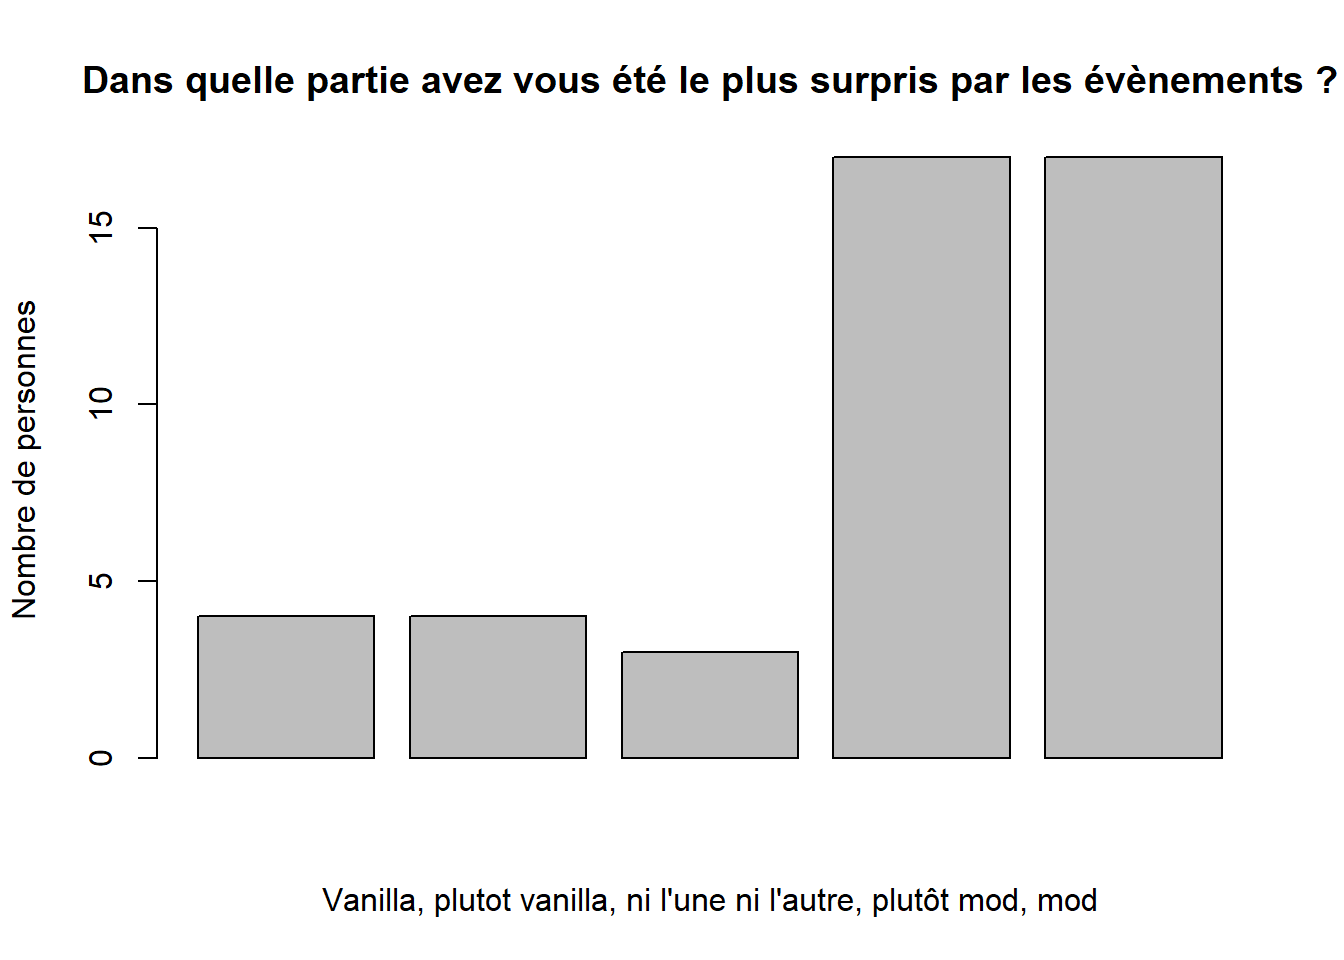 Dans quelle partie avez vous été le plus surpris par les évènements ?
Nombre de personnes
15
10
5
0
Vanilla, plutot vanilla, ni l'une ni l'autre, plutôt mod, mod